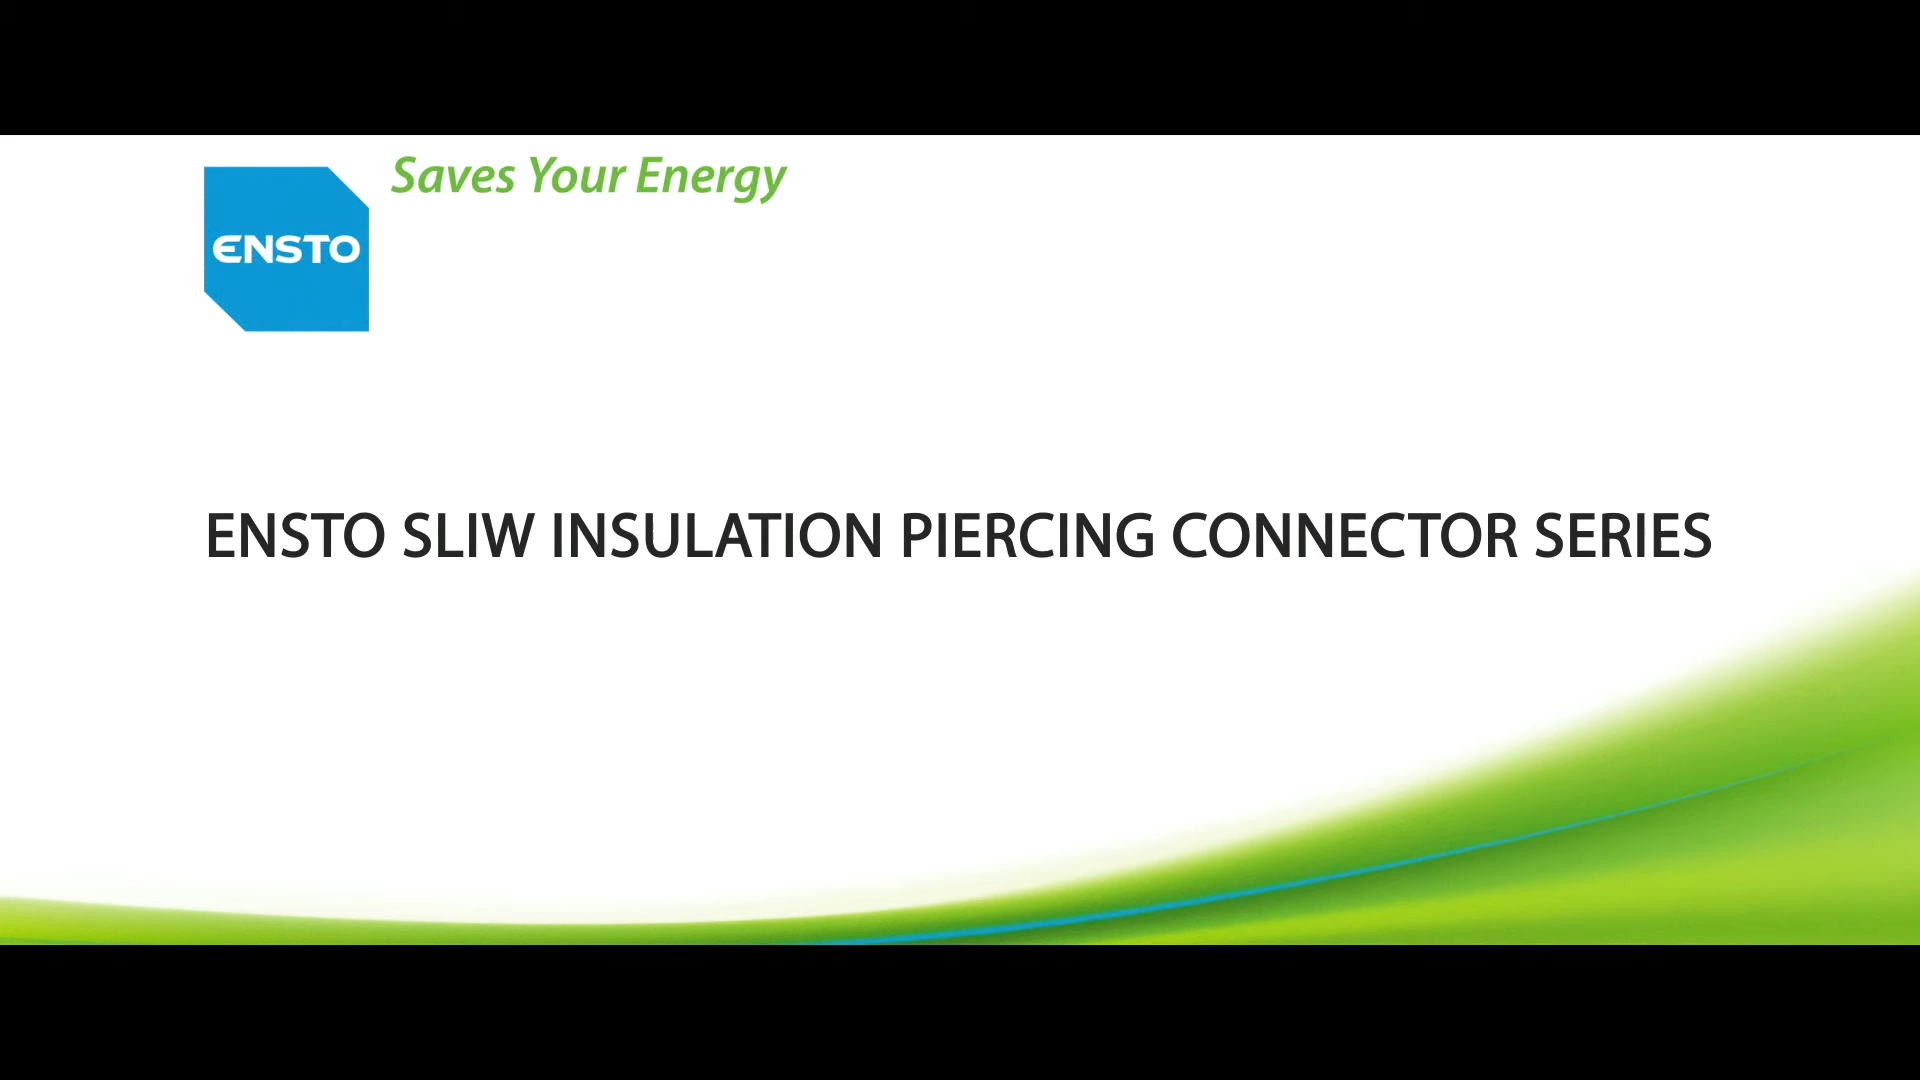 Saves Your Energy
ENSTO
ENSTO SLIW INSULATION PIERCING CONNECTOR SERIES